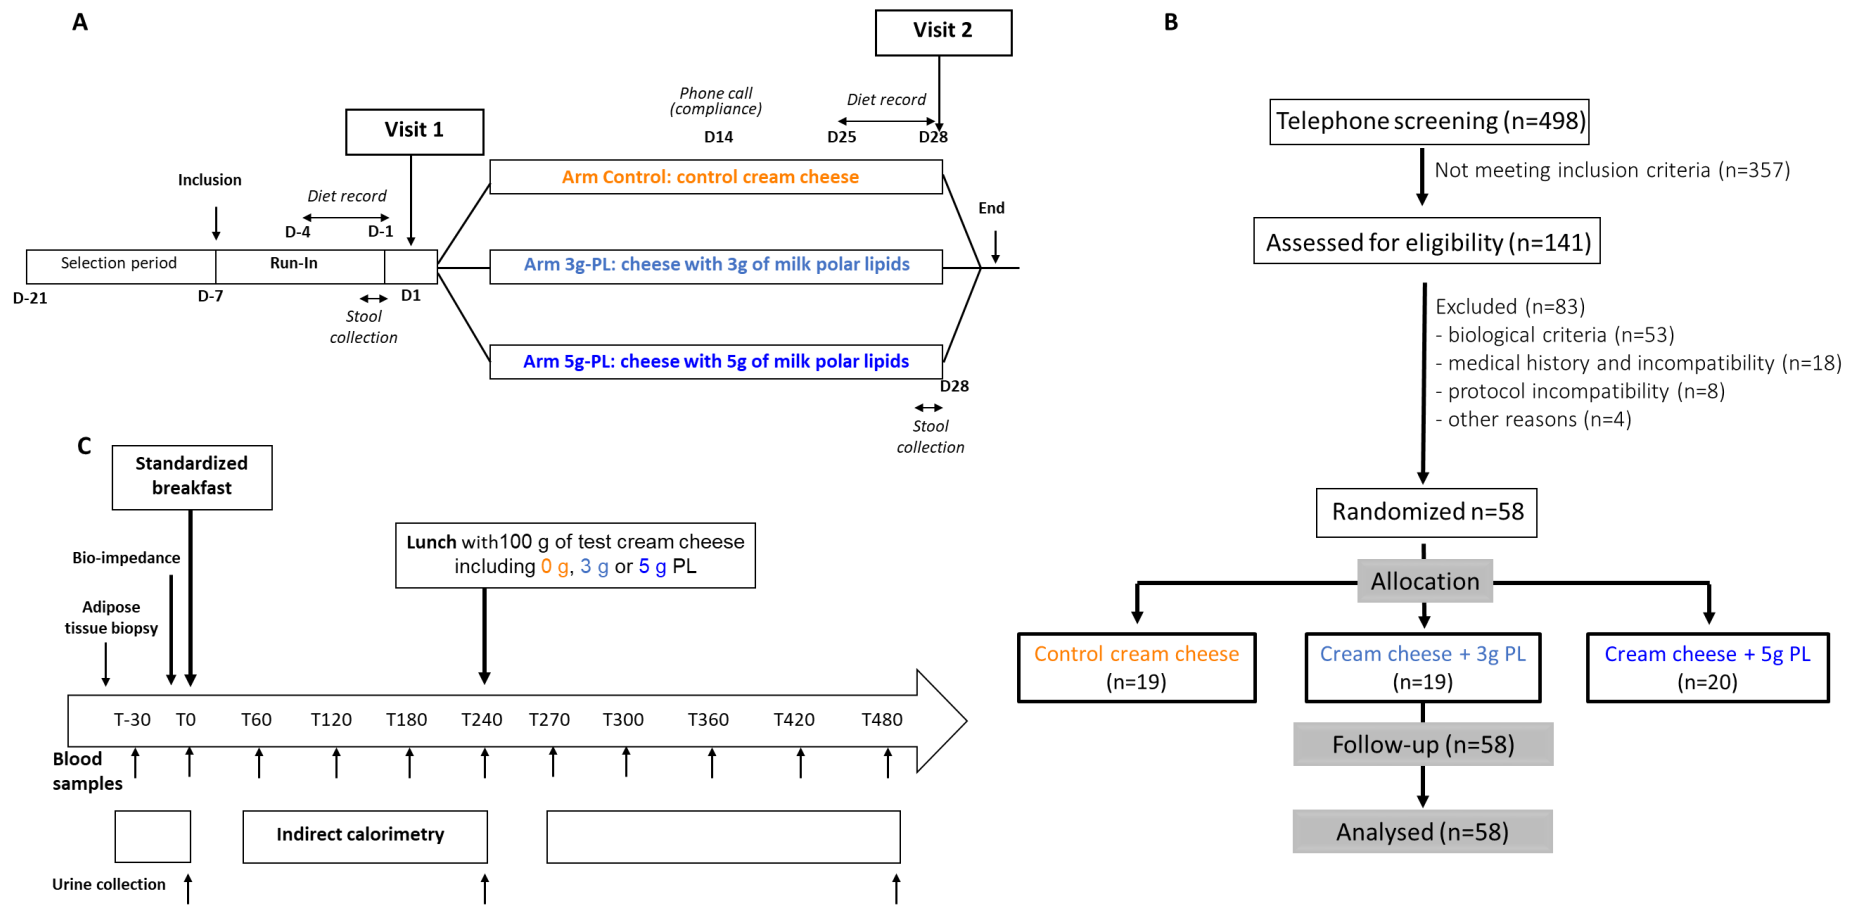 A
Visit 2
Phone call
(compliance)
Diet record
D14
D25
D28
Visit 1
Inclusion
Diet record
D-4
D-1
Arm Control: control cream cheese
End
Selection period
Run-In
Arm 3g-PL: cheese with 3g of milk polar lipids
D-21
D-7
D1
Stool
collection
Arm 5g-PL: cheese with 5g of milk polar lipids
D28
Stool
collection
B
Telephone screening (n=498)
Not meeting inclusion criteria (n=357)
Assessed for eligibility (n=141)
Excluded (n=83)
- biological criteria (n=53)
- medical history and incompatibility (n=18)
- protocol incompatibility (n=8)
- other reasons (n=4)
Randomized n=58
Allocation
Control cream cheese
(n=19)
Cream cheese + 3g PL
(n=19)
Cream cheese + 5g PL
(n=20)
Follow-up (n=58)
Analysed (n=58)
C
Standardized
breakfast
Bio-impedance
Adipose
tissue biopsy
Lunch with100 g of test cream cheese
including 0 g, 3 g or 5 g PL
T-30 T0 T60 T120 T180 T240 T270 T300 T360 T420 T480
Blood
samples
Indirect calorimetry
Urine collection